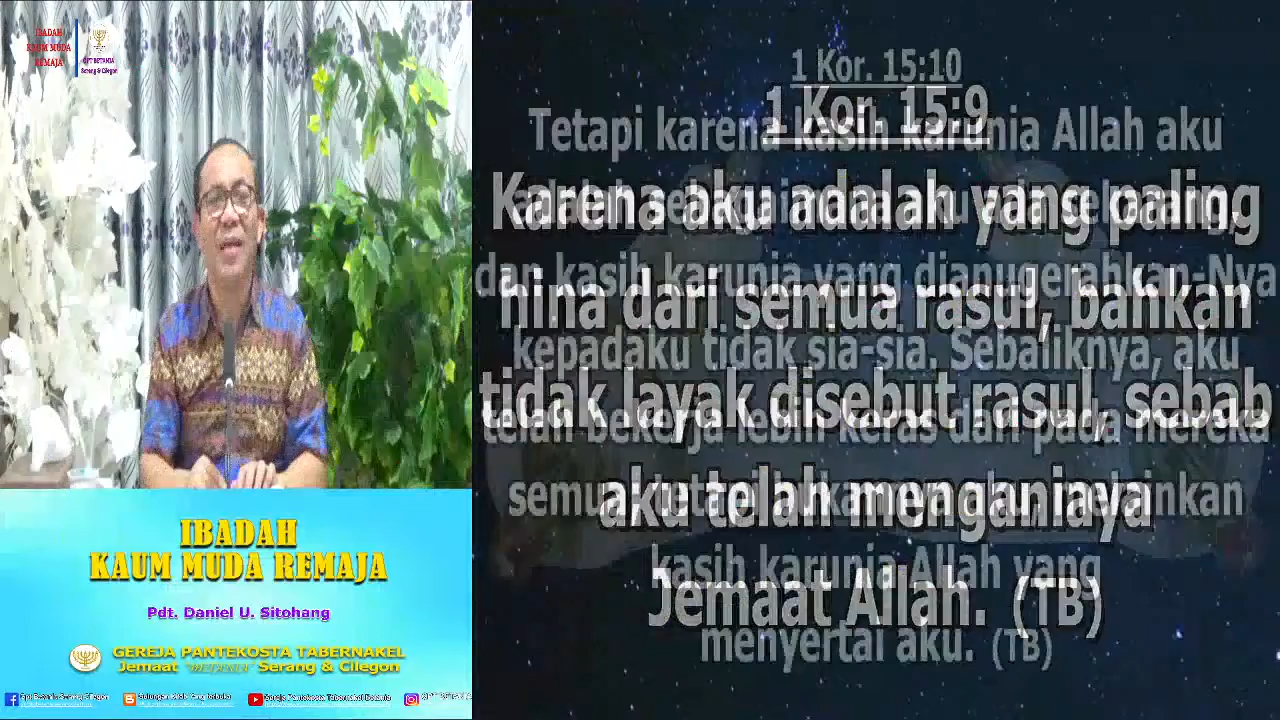 IBADAH
KAUM MUDA
REMAJA
GPT BETANIA
Serang & Cilegon
1 Kor. 15:10
Tetapi karena kasih karunia Allah aku
dan kasih karunia yang dianugerahkan-Nya
kepadaku tidak sia-sia. Sebaliknya, aku
telah bekerja lebih keras dari pada mereka
kasih karunia Allah yang
menyertai aku. (TB)
1 Kor. 15:9
Karena aku adalah yang paling
hina dari semua rasul, bahkan
tidak layak disebut rasul, sebab
aku telah menganiaya
Jemaat Allah. (TB)
IBADAH
KAUM MUDA REMAJA
Pdt. Daniel U. Sitohang
GEREJA PANTEKOSTA TABERNAKEL
Jemaat "BETANIA" Serang & Cilegon